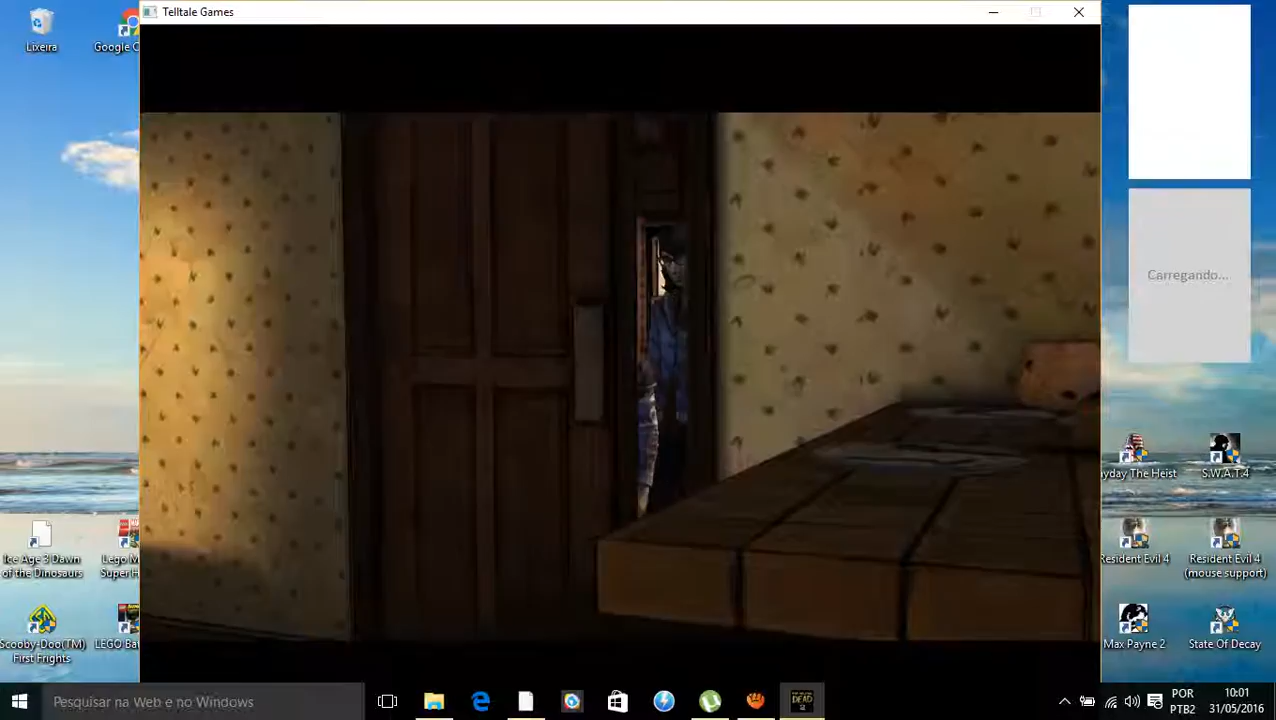 Telltale Games
Lixeira
Google C
Carregando...
ayday The Heist
S.W.A.T.4
Ice Age 3 Dawn
of the Dinosaurs
Lego M
Super H
Resident Evil 4
Resident Evil 4
(mouse support)
Scooby-Doo(TM)
First Frights
LEGO Bat
Max Payne 2
State Of Decay
Pesquisar na Web e no Windows
DEAD
POR
PTB2
10:01
31/05/2016